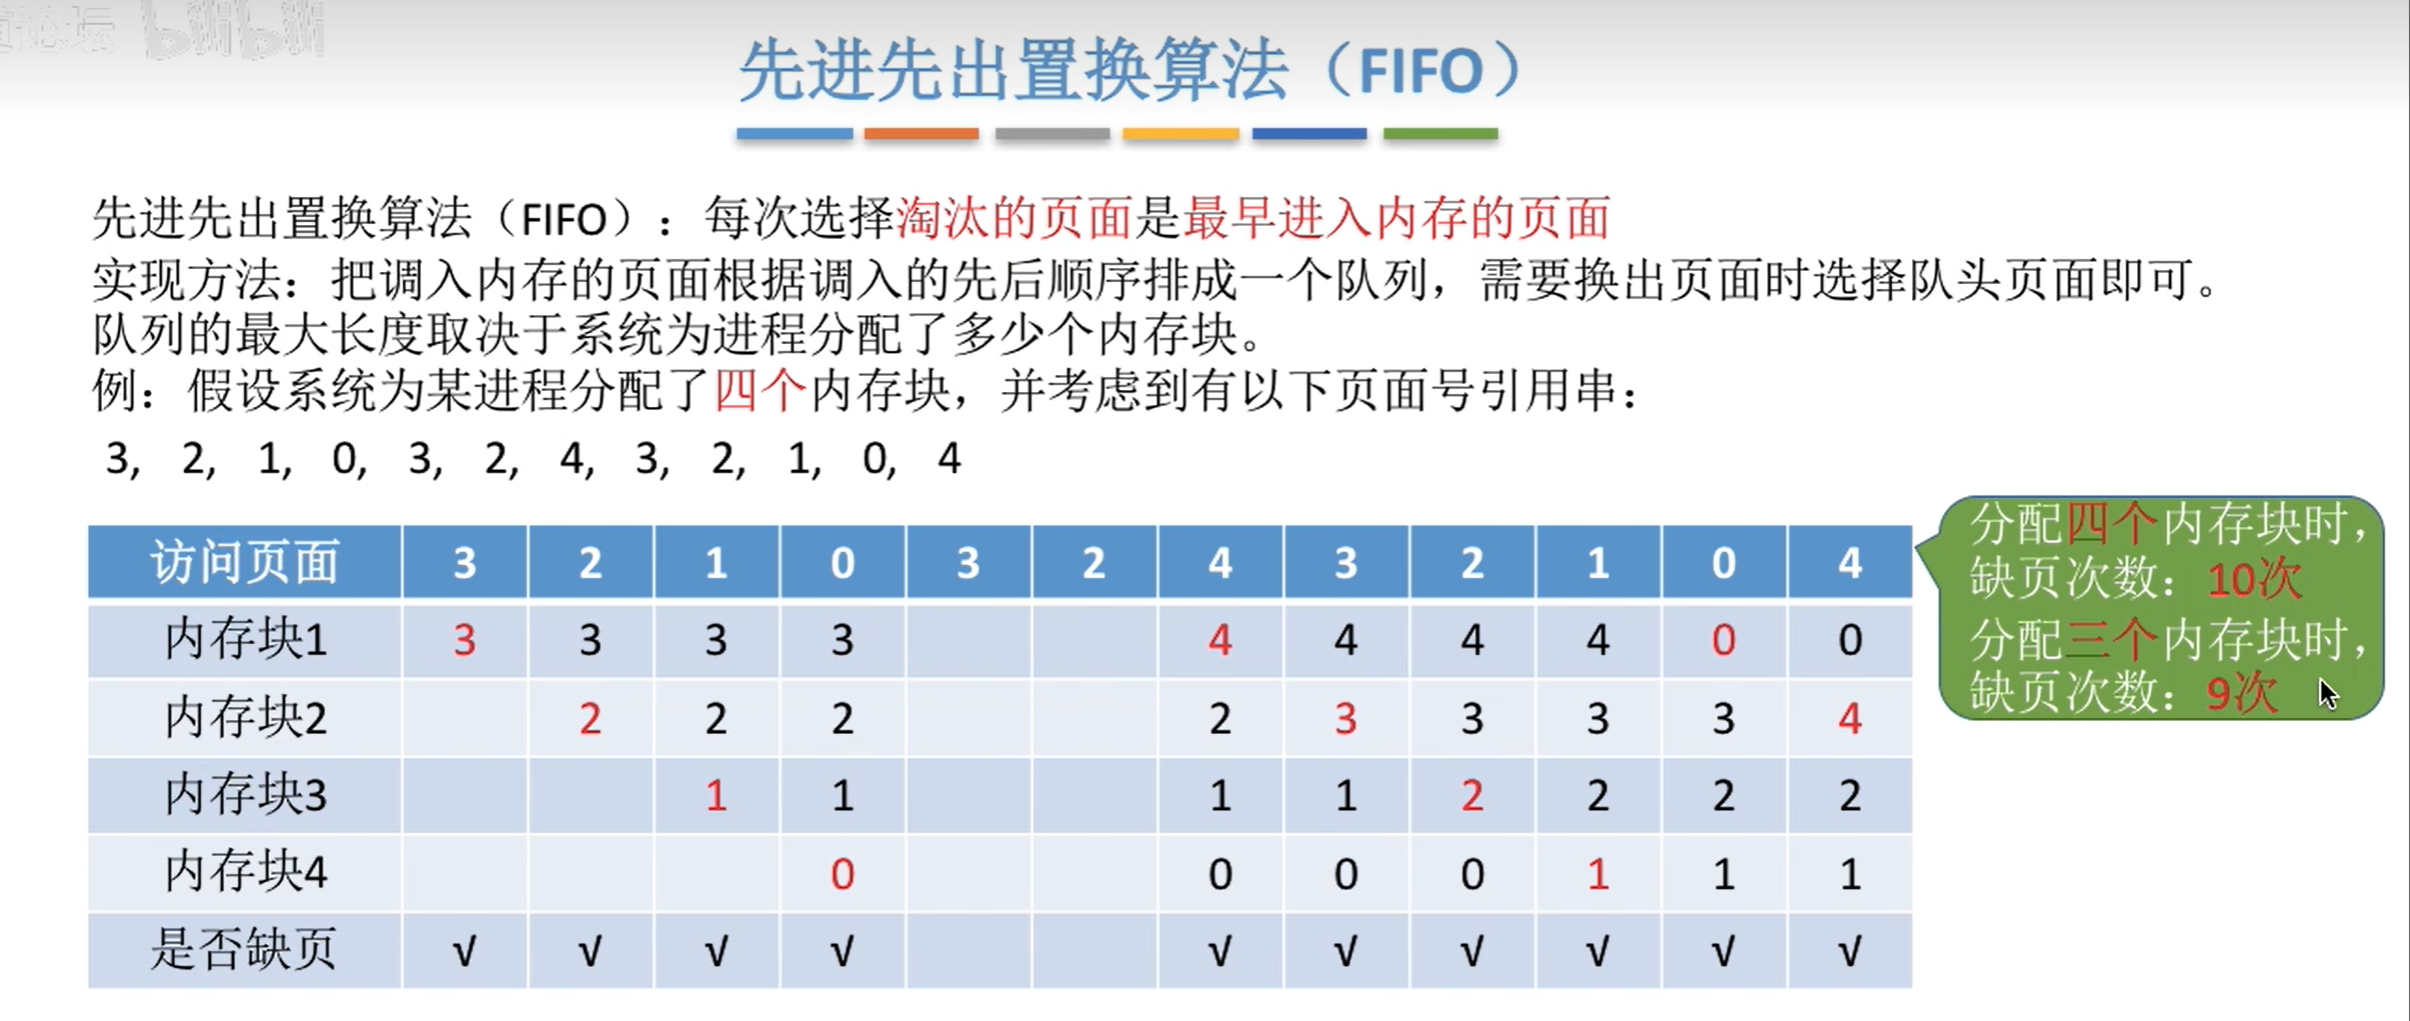 论坛 bilibili
先进先出置换算法（FIFO）
先进先出置换算法（FIFO）：每次选择淘汰的页面是最早进入内存的页面
实现方法：把调入内存的页面根据调入的先后顺序排成一个队列，需要换出页面时选择队头页面即可。
队列的最大长度取决于系统为进程分配了多少个内存块。
例：假设系统为某进程分配了四个内存块，并考虑到有以下页面号引用串：
3, 2, 1, 0, 3, 2, 4, 3, 2, 1, 0, 4
访问页面 3 2 1 0 3 2 4 3 2 1 0 4
内存块1 3 3 3 3 4 4 4 4 0 0
内存块2 2 2 2 2 3 3 3 3 4
内存块3 1 1 1 1 2 2 2 2
内存块4 0 0 0 0 1 1 1
是否缺页 √ √ √ √ √ √ √ √ √ √
分配四个内存块时，
缺页次数：10次
分配三个内存块时，
缺页次数：9次